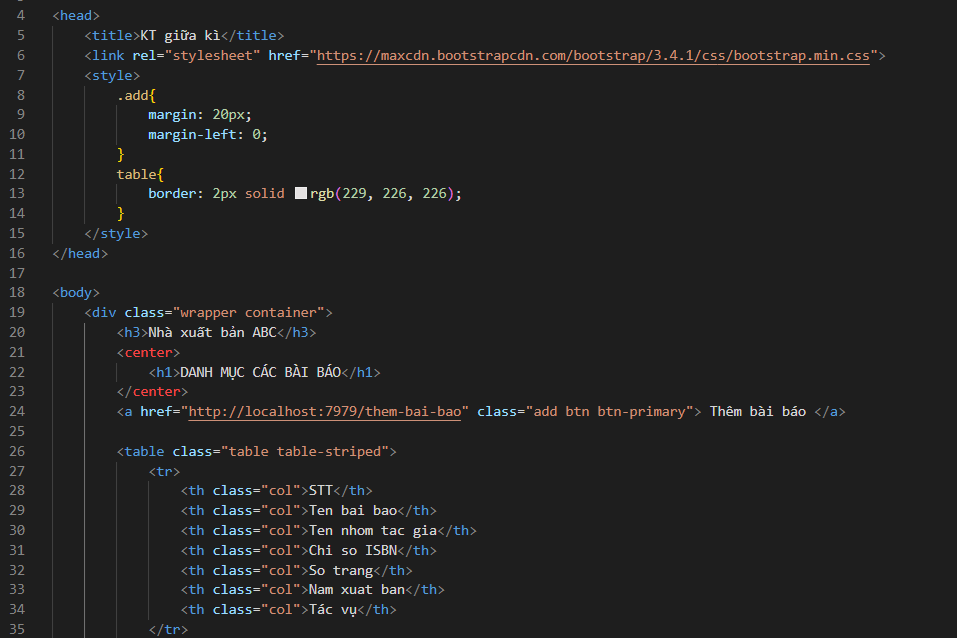 4 <head>
5 <title>KT giữa kì</title>
6 <link rel="stylesheet" href="https://maxcdn.bootstrapcdn.com/bootstrap/3.4.1/css/bootstrap.min.css">
7 <style>
8 .add{
9 margin: 20px;
10 margin-left: 0;
11 }
12 table{
13 border: 2px solid rgb(229, 226, 226);
14 }
15 </style>
16 </head>
17
18 <body>
19 <div class="wrapper container">
20 <h3>Nhà xuất bản ABC</h3>
21 <center>
22 <h1>DANH MỤC CÁC BÀI BÁO</h1>
23 </center>
24 <a href="http://localhost:7979/them-bai-bao" class="add btn btn-primary"> Thêm bài báo </a>
25
26 <table class="table table-striped">
27 <tr>
28 <th class="col">STT</th>
29 <th class="col">Ten bai bao</th>
30 <th class="col">Ten nhom tac gia</th>
31 <th class="col">Chi so ISBN</th>
32 <th class="col">So trang</th>
33 <th class="col">Nam xuat ban</th>
34 <th class="col">Tác vụ</th>
35 </tr>